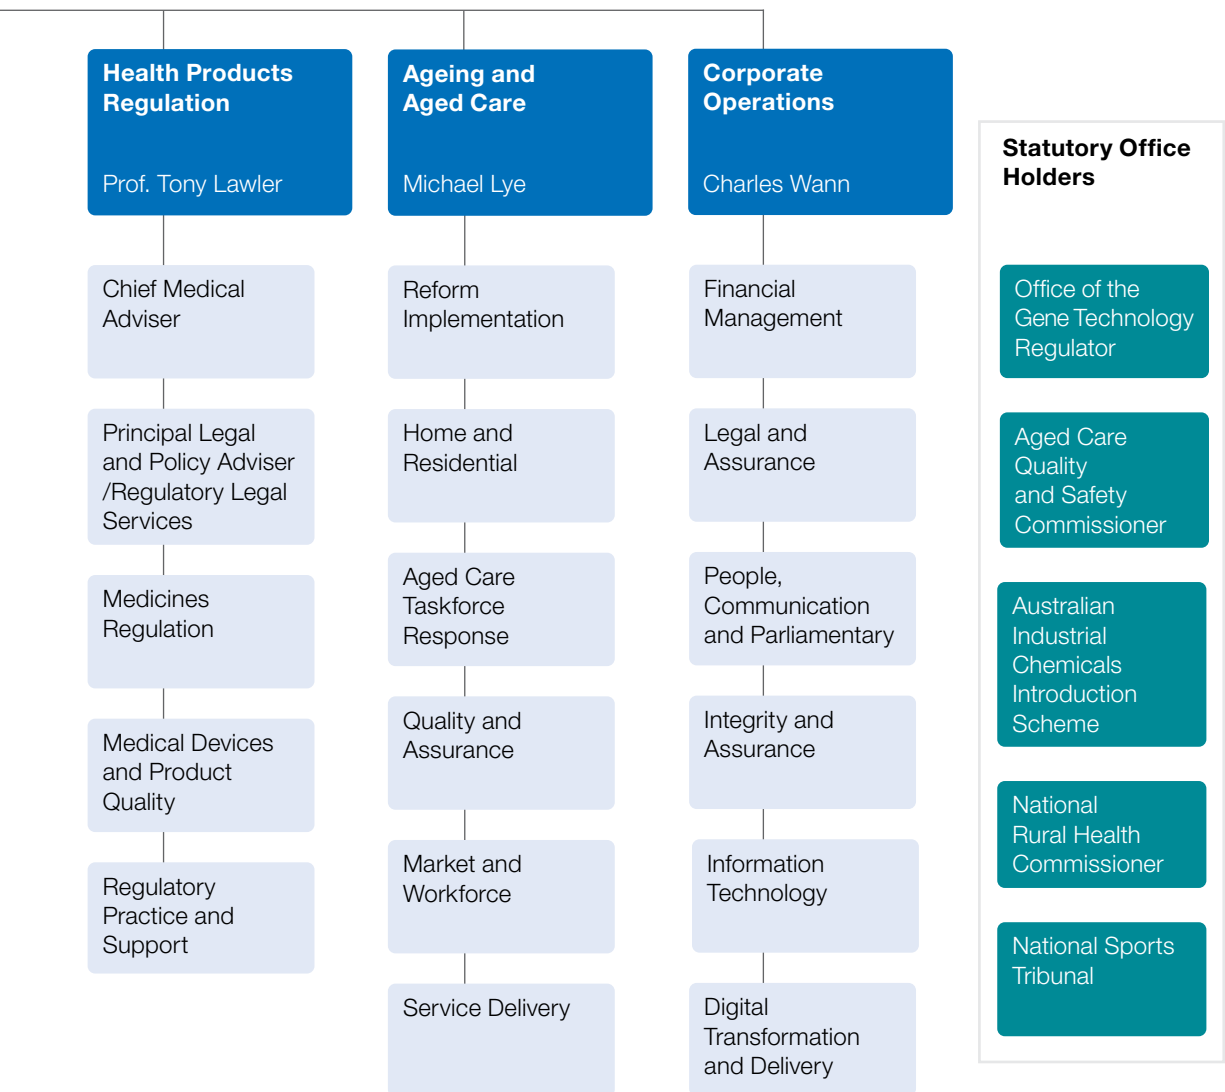 Health Products
Regulation
Prof. Tony Lawler
Chief Medical
Adviser
Principal Legal
and Policy Adviser
/Regulatory Legal
Services
Medicines
Regulation
Medical Devices
and Product
Quality
Regulatory
Practice and
Support
Ageing and
Aged Care
Michael Lye
Reform
Implementation
Home and
Residential
Aged Care
Taskforce
Response
Quality and
Assurance
Market and
Workforce
Service Delivery
Corporate
Operations
Charles Wann
Financial
Management
Legal and
Assurance
People,
Communication
and Parliamentary
Integrity and
Assurance
Information
Technology
Digital
Transformation
and Delivery
Statutory Office
Holders
Office of the
Gene Technology
Regulator
Aged Care
Quality
and Safety
Commissioner
Australian
Industrial
Chemicals
Introduction
Scheme
National
Rural Health
Commissioner
National Sports
Tribunal